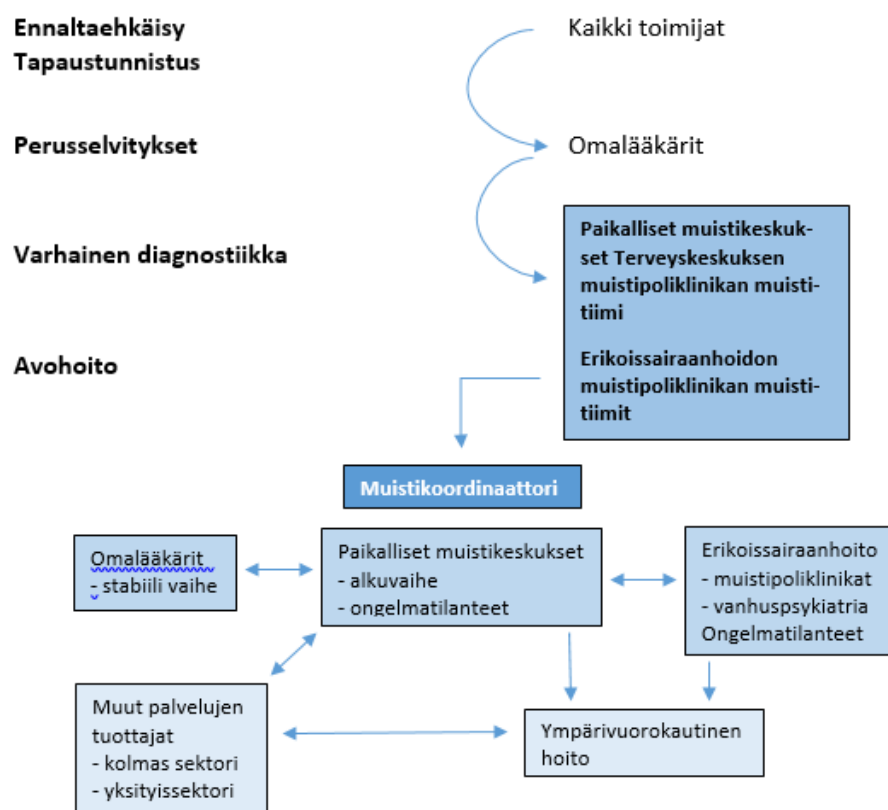 Ennaltaehkäisy
Tapaustunnistus
Kaikki toimijat
Perusselvitykset
Omalääkärit
Varhainen diagnostiikka
Paikalliset muistikeskuk-
set Terveyskeskuksen
muistipoliklinikan muisti-
tiimi
Avohoito
Erikoissairaanhoidon
muistipoliklinikan muisti-
tiimit
Muistikoordinaattori
Omalääkärit
- stabiili vaihe
Paikalliset muistikeskukset
- alkuvaihe
- ongelmatilanteet
Erikoissairaanhoito
- muistipoliklinikat
- vanhuspsykiatria
Ongelmatilanteet
Muut palvelujen
tuottajat
- kolmas sektori
- yksityissektori
Ympärivuorokautinen
hoito